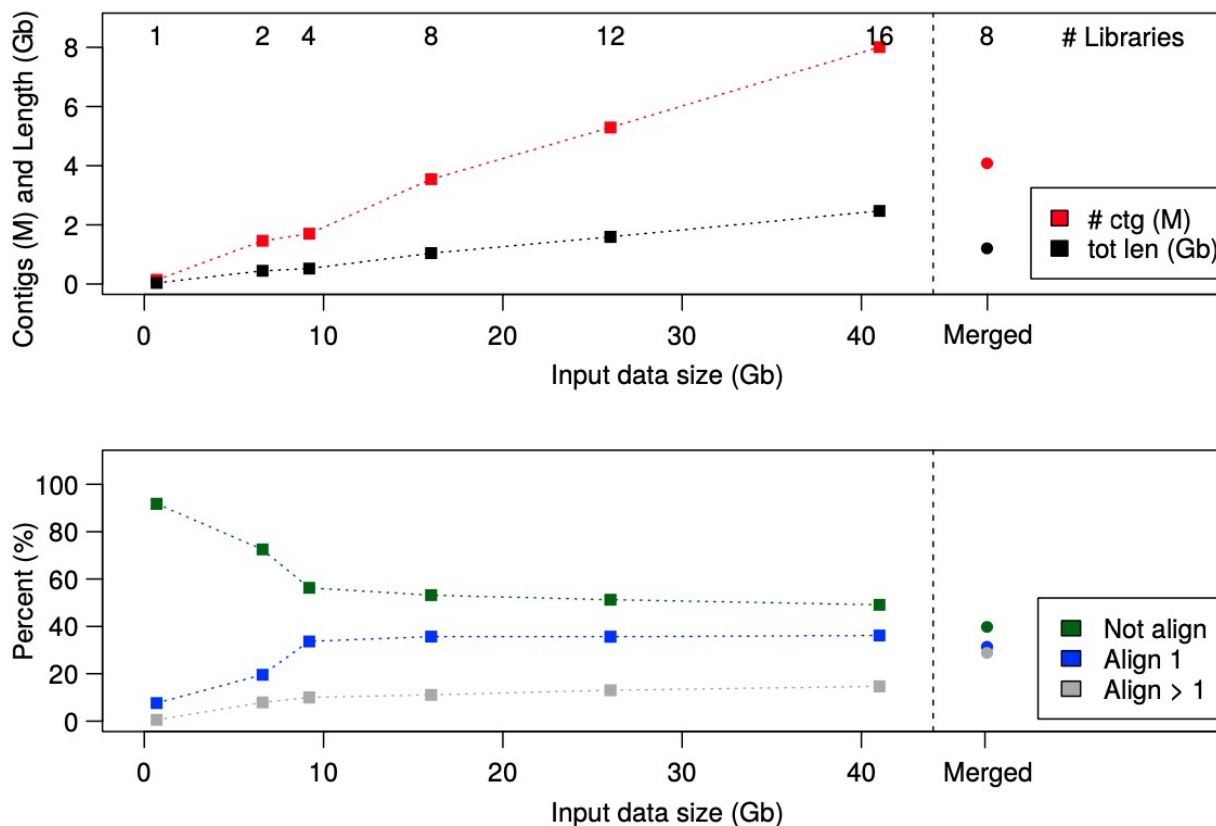 1 2 4 8 12 16 8 # Libraries
Contigs (M) and Length (Gb)
8
6
4
2
0
# ctg (M)
tot len (Gb)
0 10 20 30 40 Merged
Input data size (Gb)
Percent (%)
100
80
60
40
20
0
Not align
Align 1
Align > 1
0 10 20 30 40 Merged
Input data size (Gb)